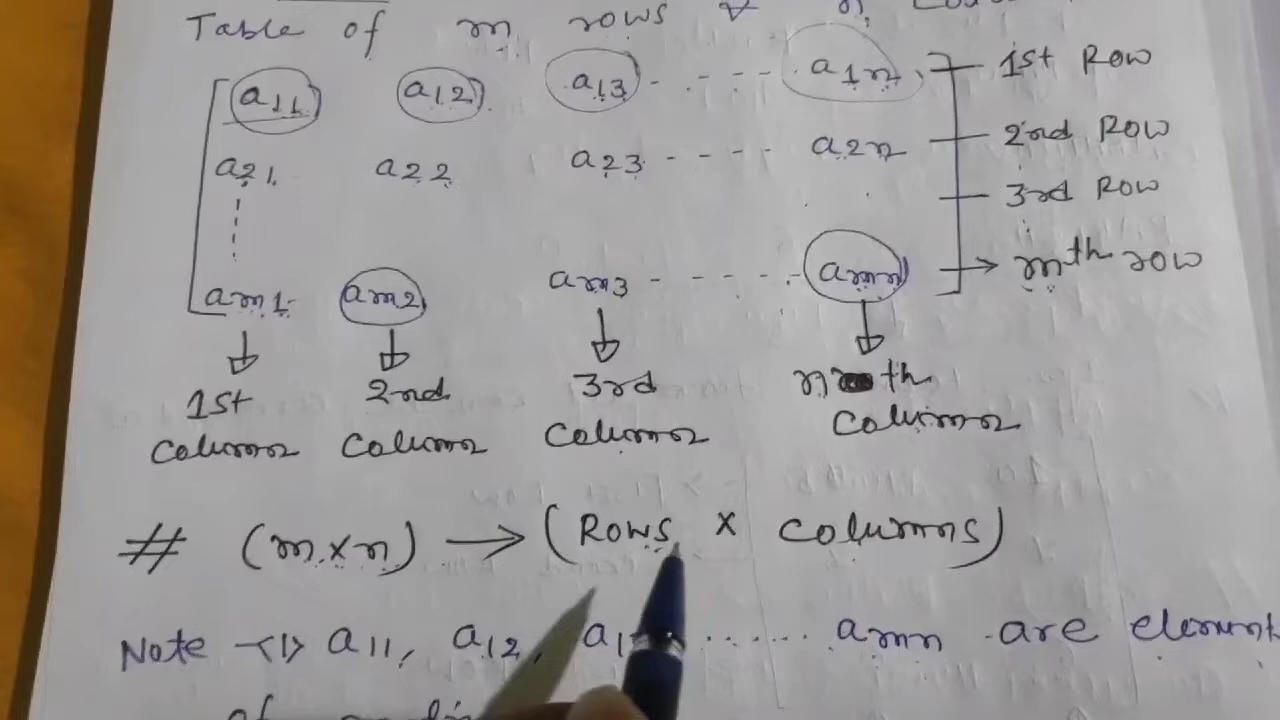 Table of m rows & n
a11 a12 a13 - - - - a1n 1st Row
a21 a22 a23 - - - - a2n 2nd Row
3rd Row
am1 am2 am3 - - - - amn → mth row
1st 2nd 3rd nth
column column column column
# (m×n) → (Rows × columns)
Note -<1> a11, a12, a1 ...... amn are element
of